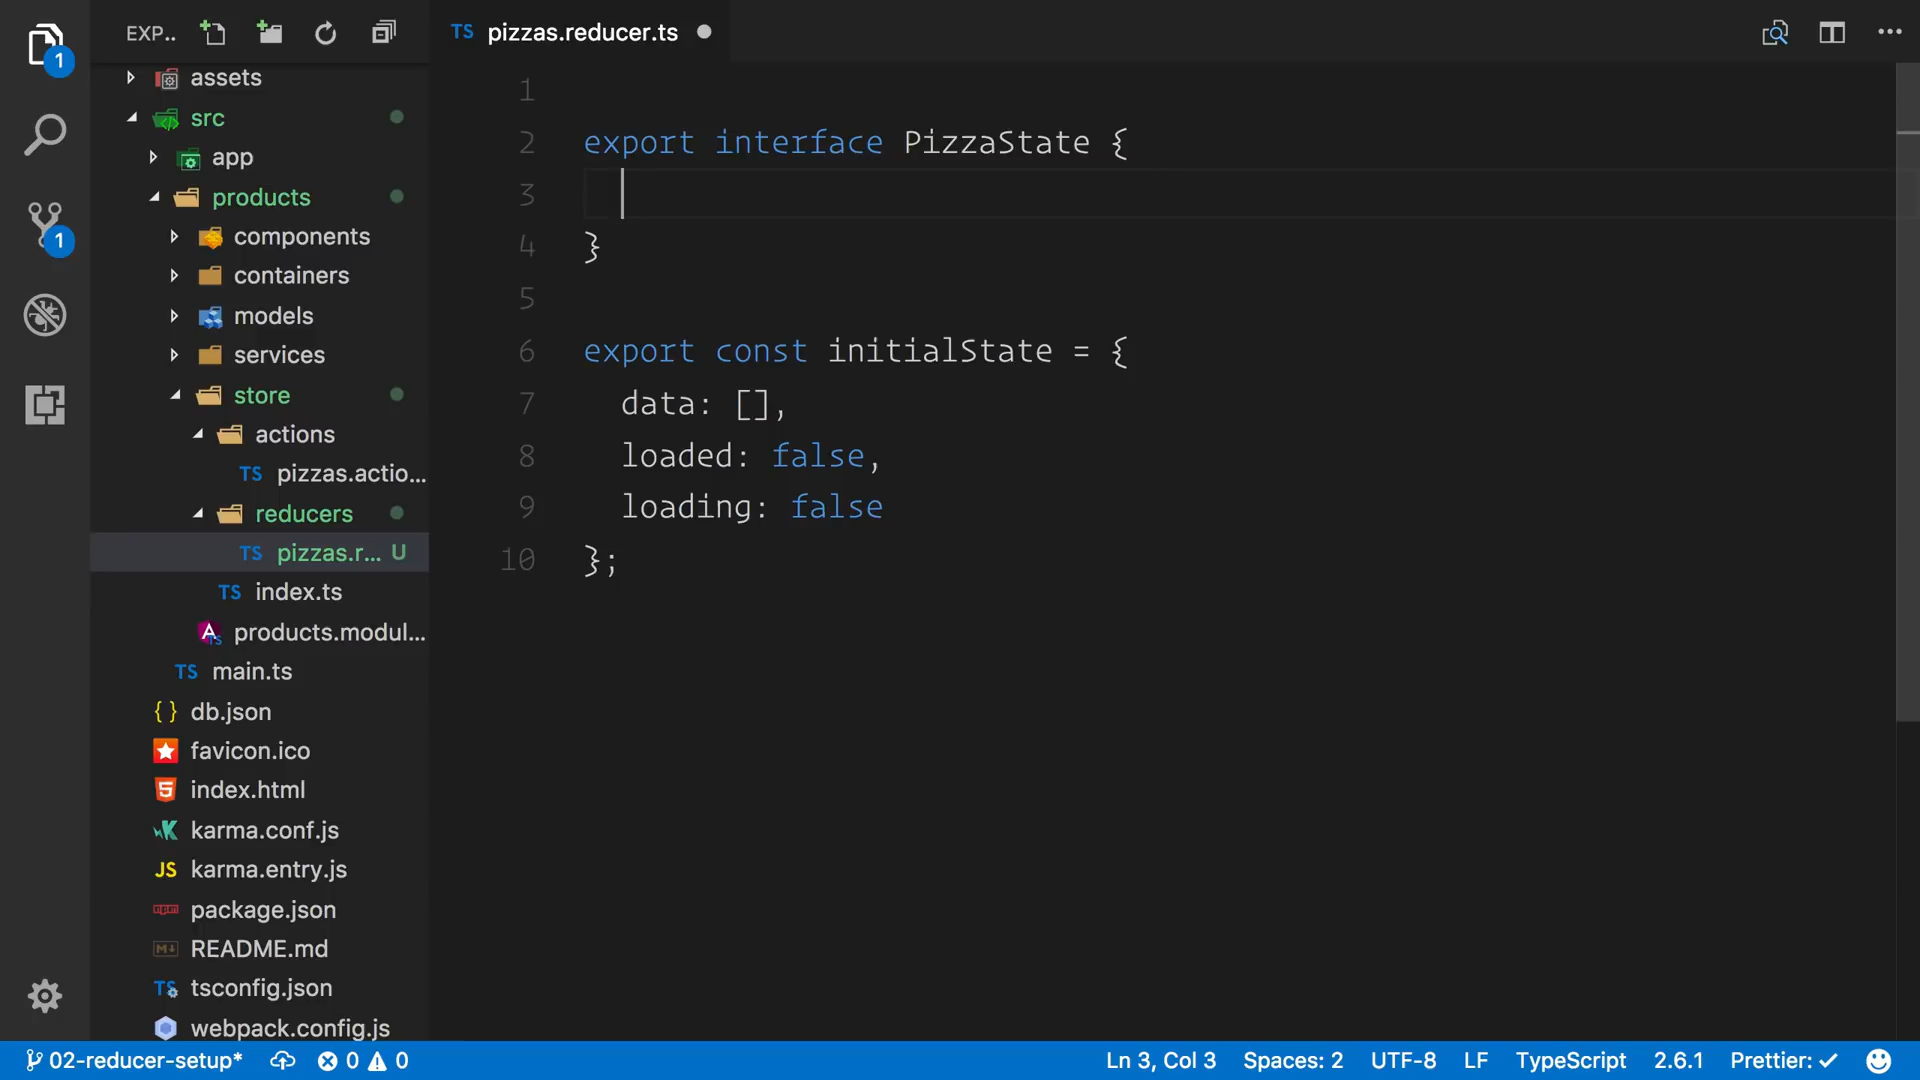 EXP..
TS pizzas.reducer.ts
1
1
assets
src
app
products
components
containers
models
services
store
actions
TS pizzas.actio...
reducers
TS pizzas.r... U
TS index.ts
products.modul...
TS main.ts
{ } db.json
favicon.ico
index.html
karma.conf.js
JS karma.entry.js
package.json
README.md
tsconfig.json
webpack.config.js
1
2 export interface PizzaState {
3
4 }
5
6 export const initialState = {
7 data: [],
8 loaded: false,
9 loading: false
10 };
02-reducer-setup* 0 0 Ln 3, Col 3 Spaces: 2 UTF-8 LF TypeScript 2.6.1 Prettier: ✓